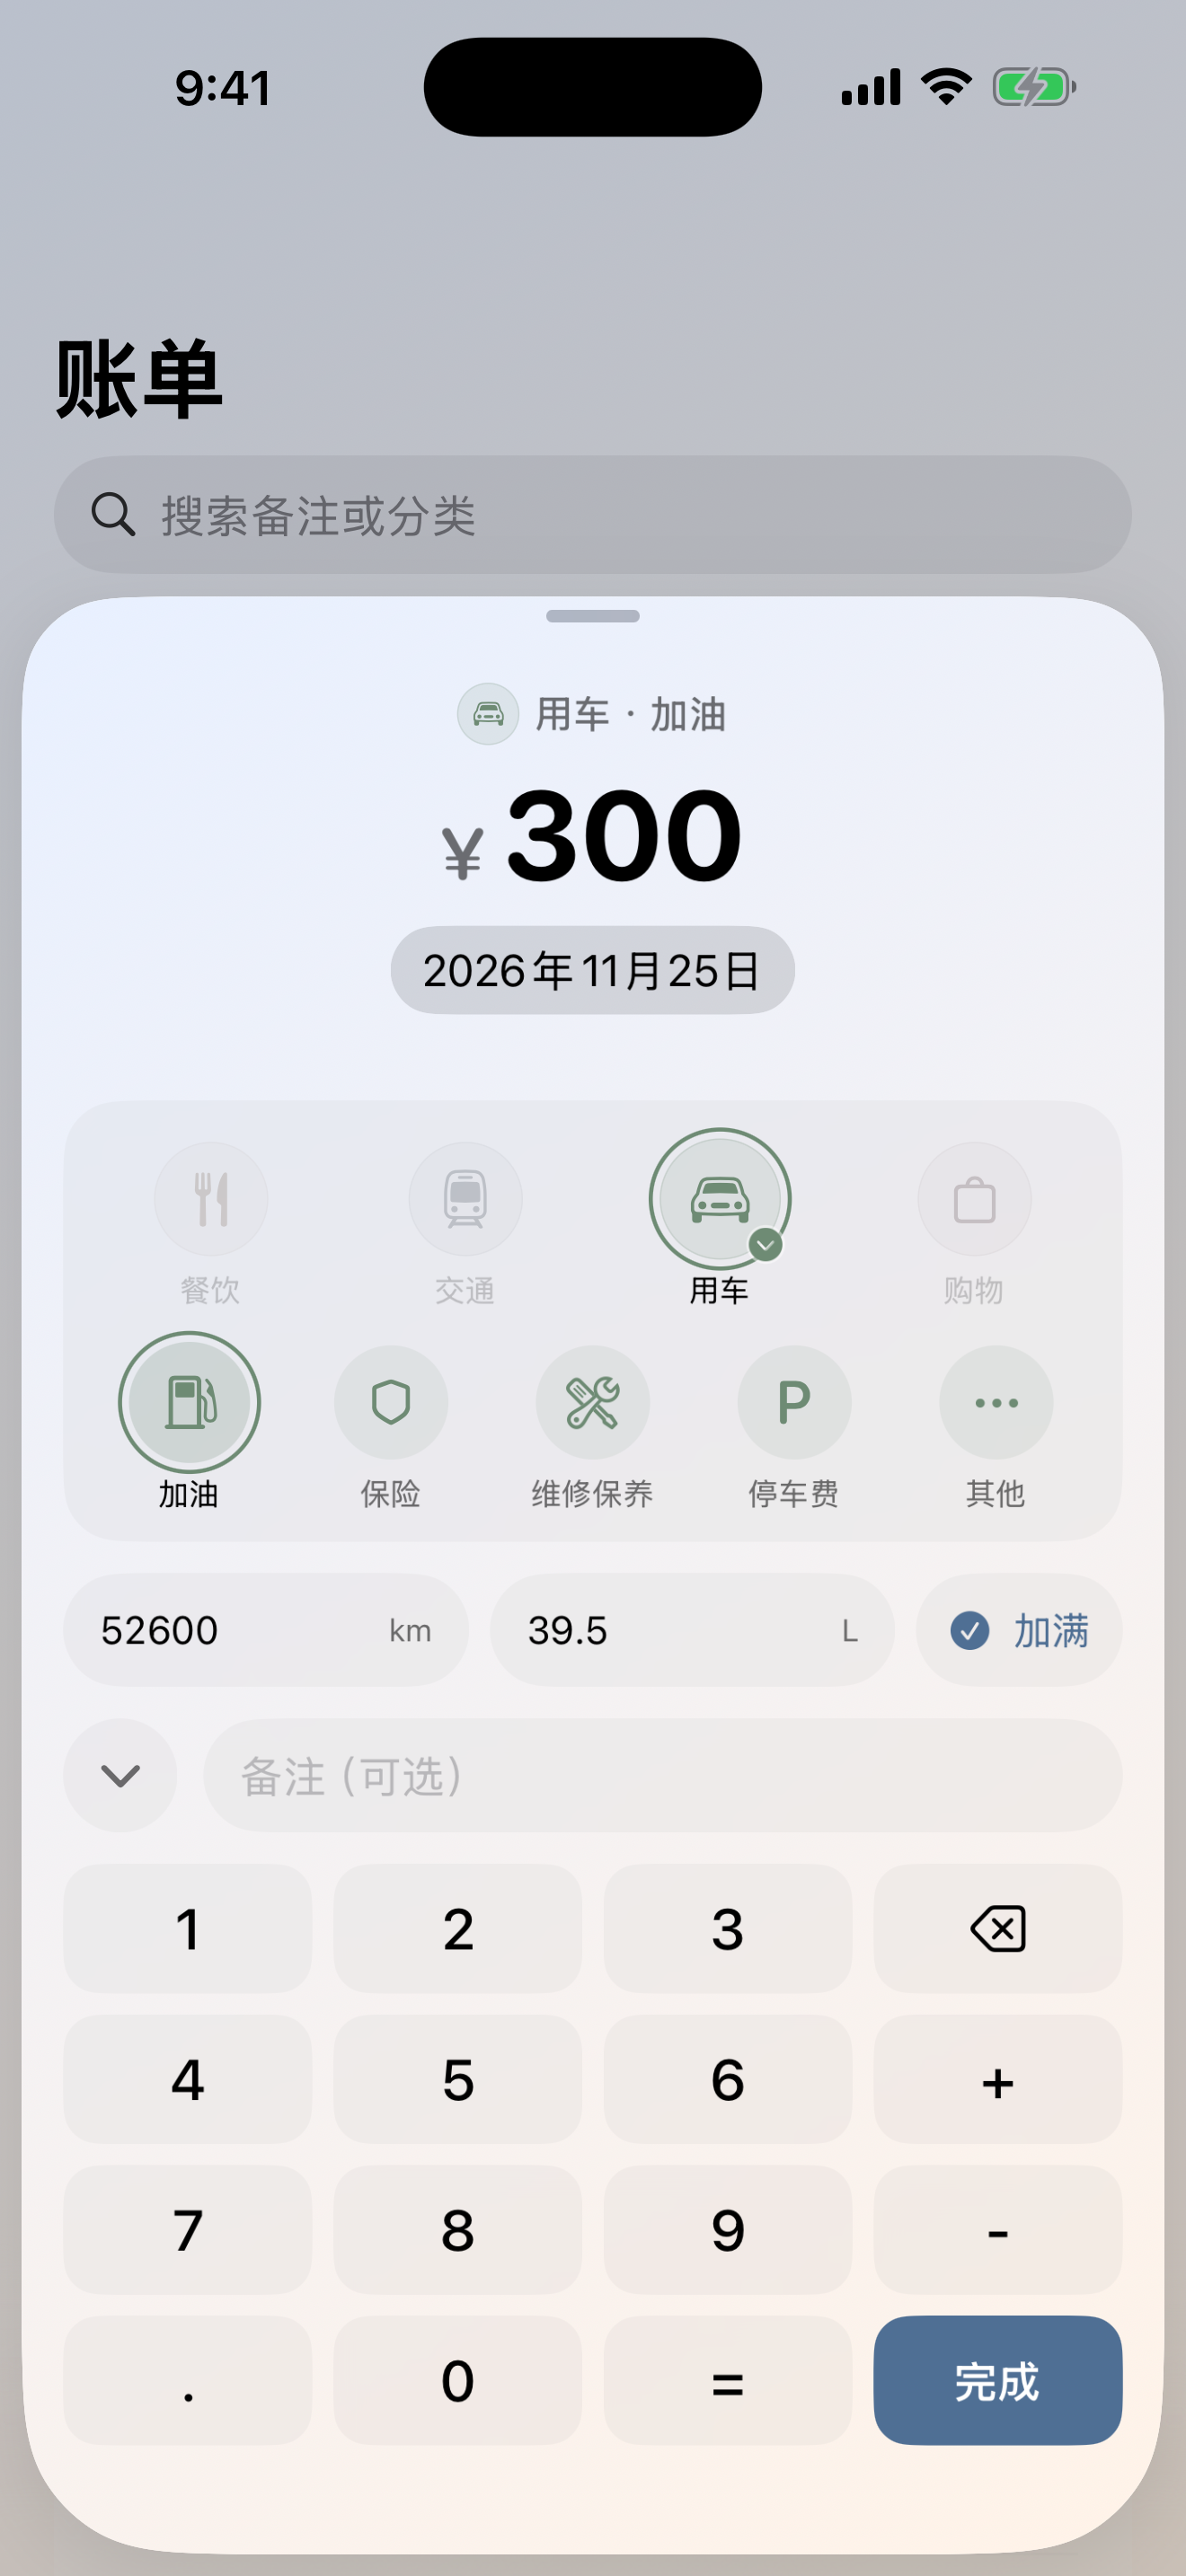 9:41
账单
搜索备注或分类
用车 · 加油
¥ 300
2026年11月25日
餐饮 交通 用车 购物
P
加油 保险 维修保养 停车费 其他
52600 km 39.5 L 加满
备注 (可选)
1 2 3
4 5 6 +
7 8 9 -
. 0 = 完成